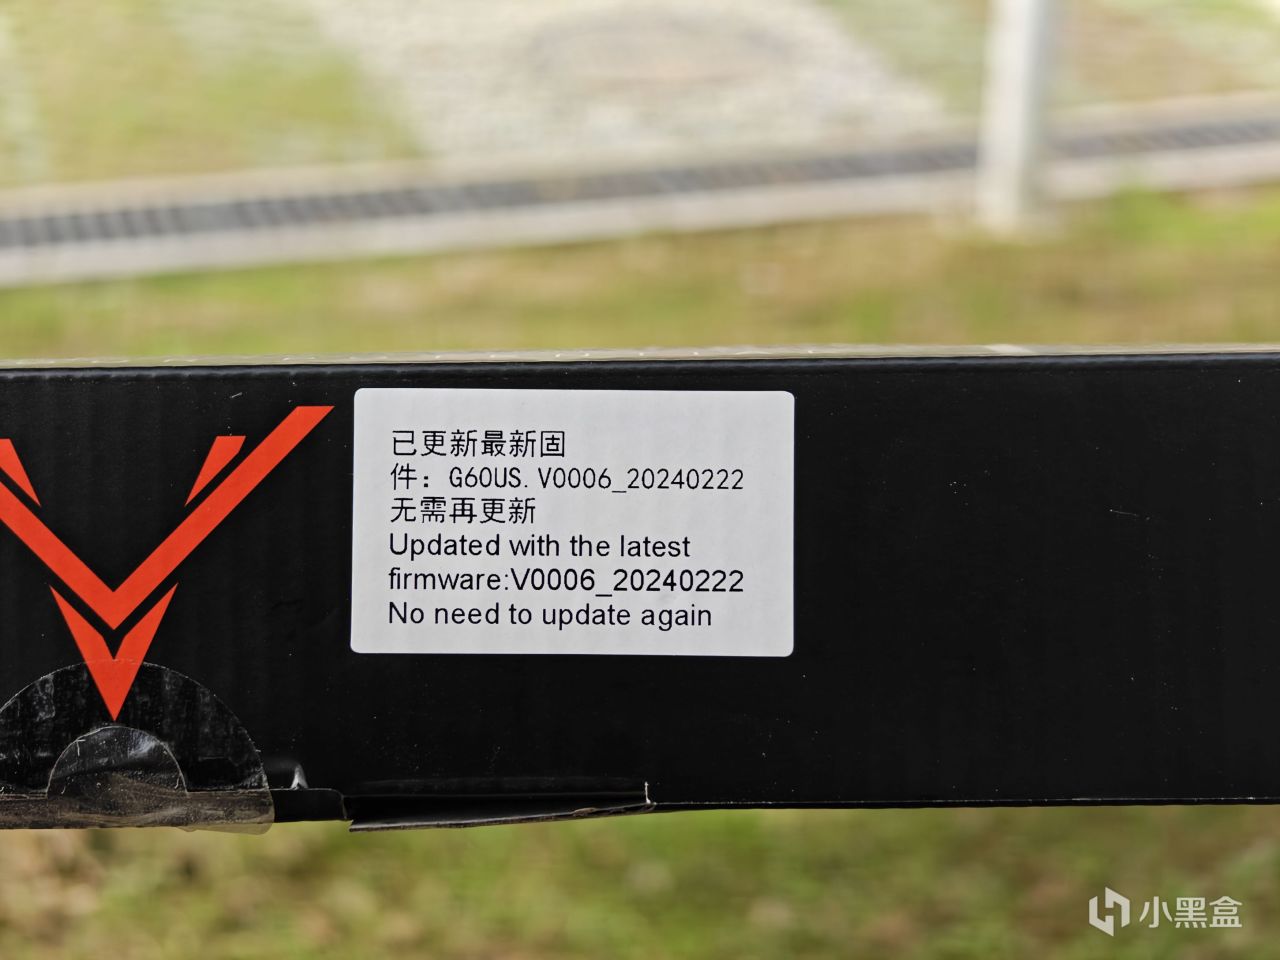 已更新最新固
件：G60US.V0006_20240222
无需再更新
Updated with the latest
firmware:V0006_20240222
No need to update again
小黑盒